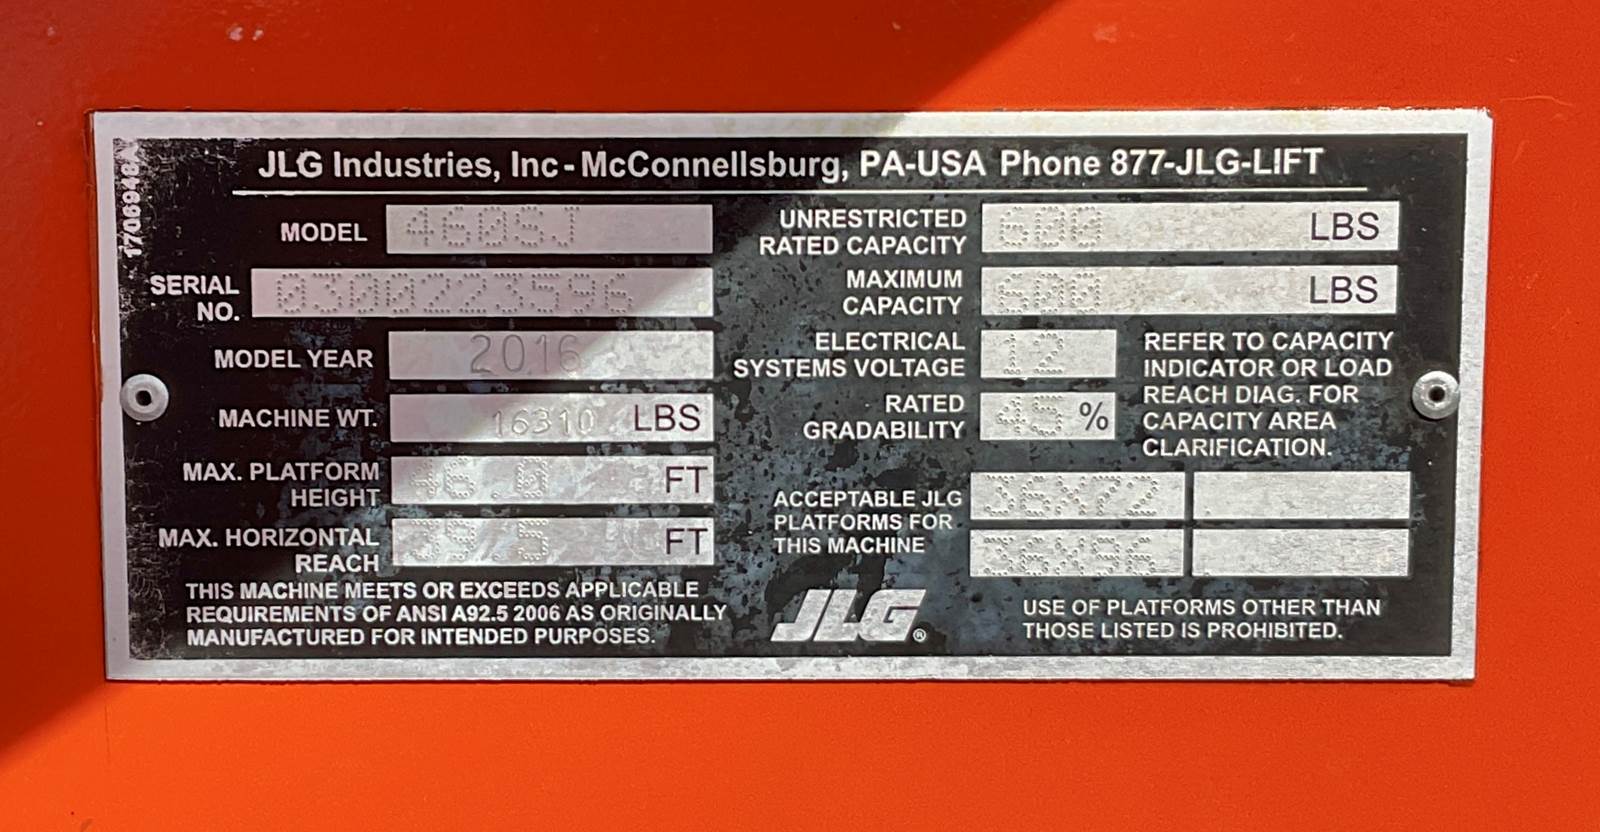 JLG Industries, Inc - McConnellsburg, PA-USA Phone 877-JLG-LIFT
1706948A
MODEL 460SJ
SERIAL NO. 0300223596
MODEL YEAR 2016
MACHINE WT. 16310 LBS
MAX. PLATFORM HEIGHT 46.0 FT
MAX. HORIZONTAL REACH 39.5 FT
THIS MACHINE MEETS OR EXCEEDS APPLICABLE
REQUIREMENTS OF ANSI A92.5 2006 AS ORIGINALLY
MANUFACTURED FOR INTENDED PURPOSES.
UNRESTRICTED RATED CAPACITY 600 LBS
MAXIMUM CAPACITY 600 LBS
ELECTRICAL SYSTEMS VOLTAGE 12
RATED GRADABILITY 45 %
REFER TO CAPACITY
INDICATOR OR LOAD
REACH DIAG. FOR
CAPACITY AREA
CLARIFICATION.
ACCEPTABLE JLG
PLATFORMS FOR
THIS MACHINE
36X72
36X96
JLG®
USE OF PLATFORMS OTHER THAN
THOSE LISTED IS PROHIBITED.